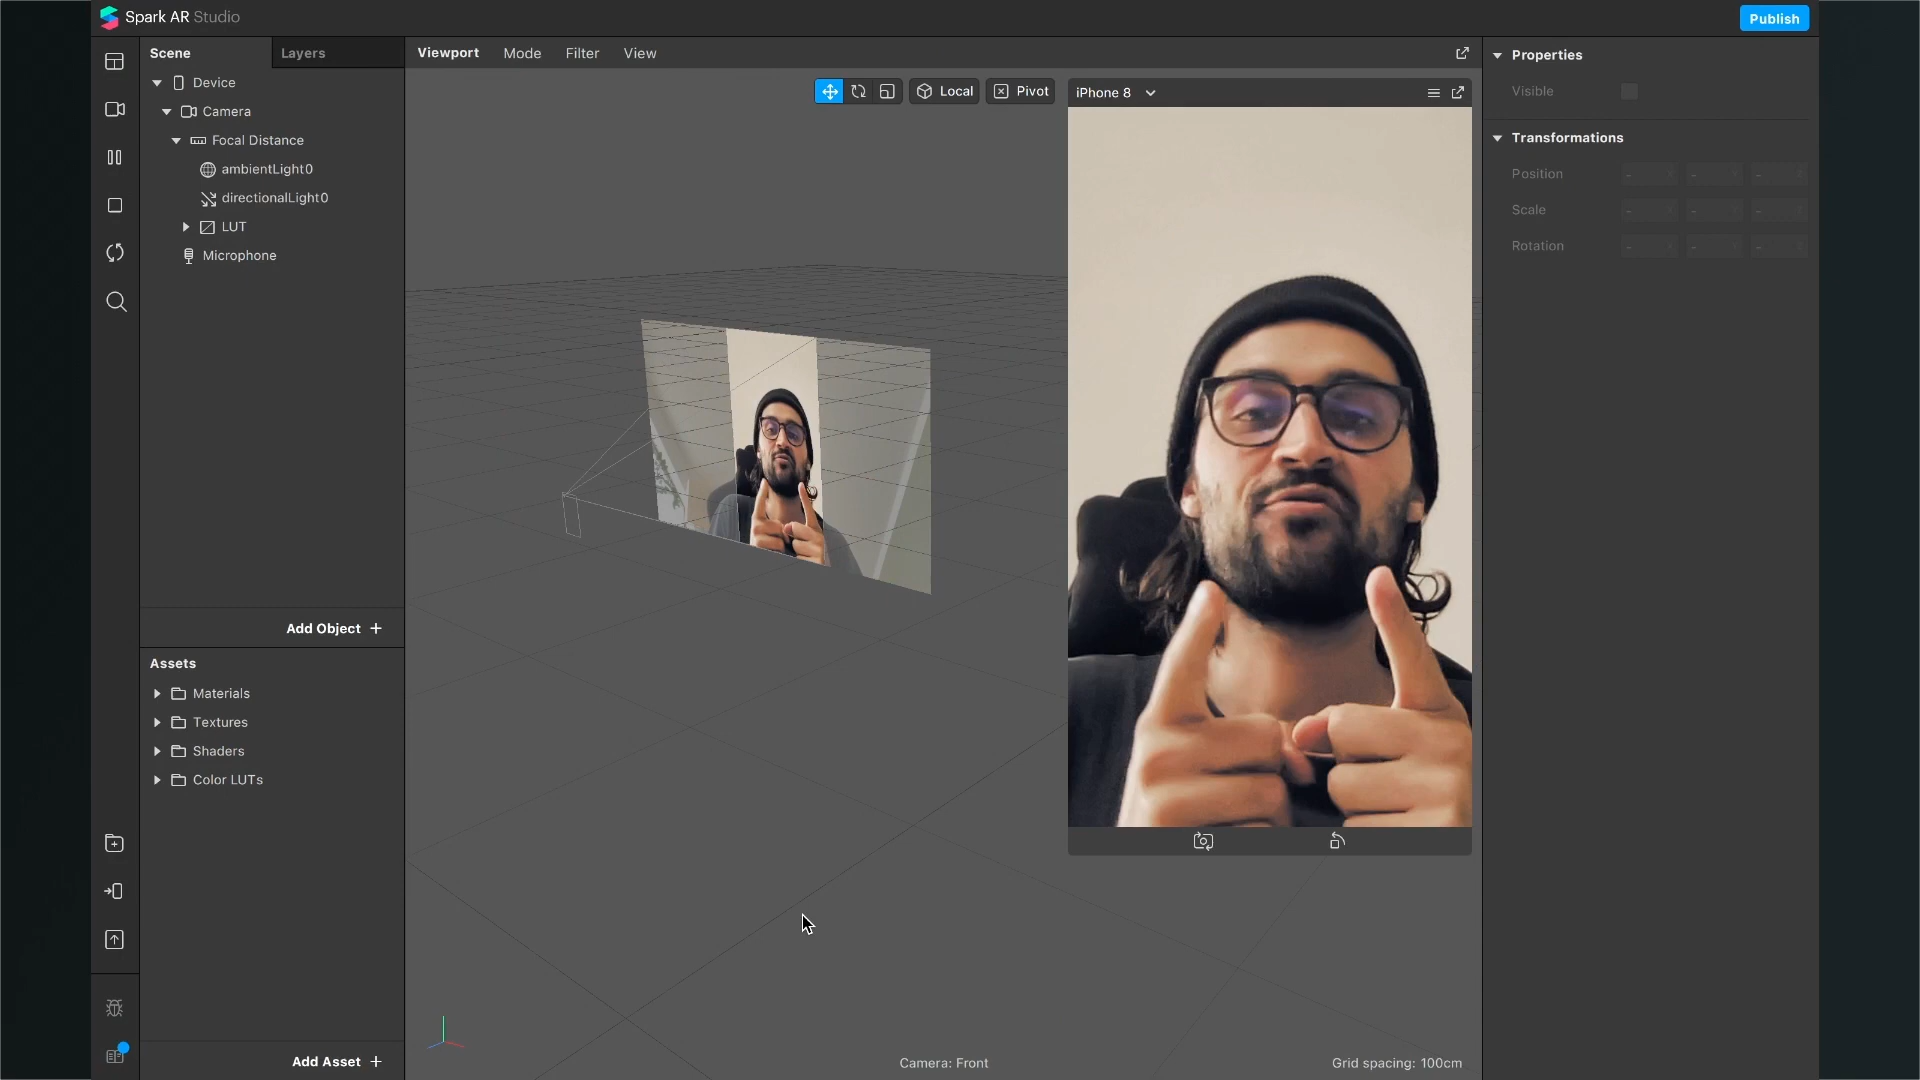 Spark AR Studio
Publish
Scene
Layers
Device
Camera
Focal Distance
ambientLight0
directionalLight0
LUT
Microphone
Add Object +
Assets
Materials
Textures
Shaders
Color LUTs
Add Asset +
Viewport Mode Filter View
Local
Pivot
iPhone 8
Camera: Front
Grid spacing: 100cm
Properties
Visible
Transformations
Position
Scale
Rotation